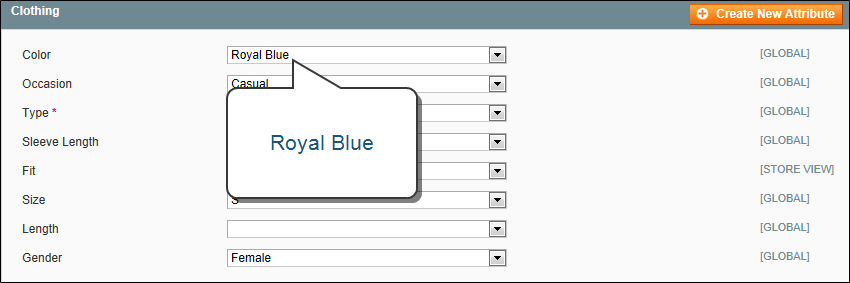 Clothing
Create New Attribute
Color Royal Blue [GLOBAL]
Occasion Casual [GLOBAL]
Type * [GLOBAL]
Royal Blue
Sleeve Length [GLOBAL]
Fit [STORE VIEW]
Size S [GLOBAL]
Length [GLOBAL]
Gender Female [GLOBAL]